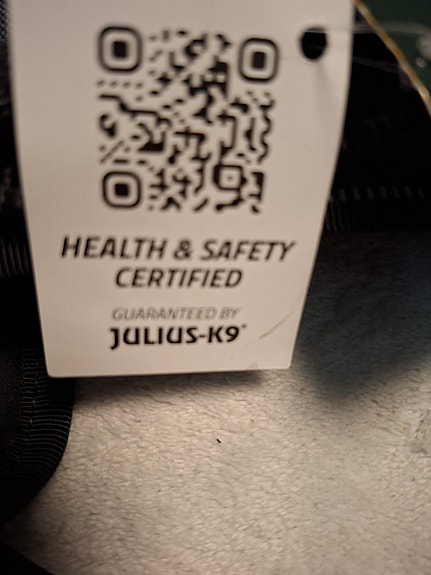 HEALTH & SAFETY
CERTIFIED
GUARANTEED BY
JULIUS-K9®